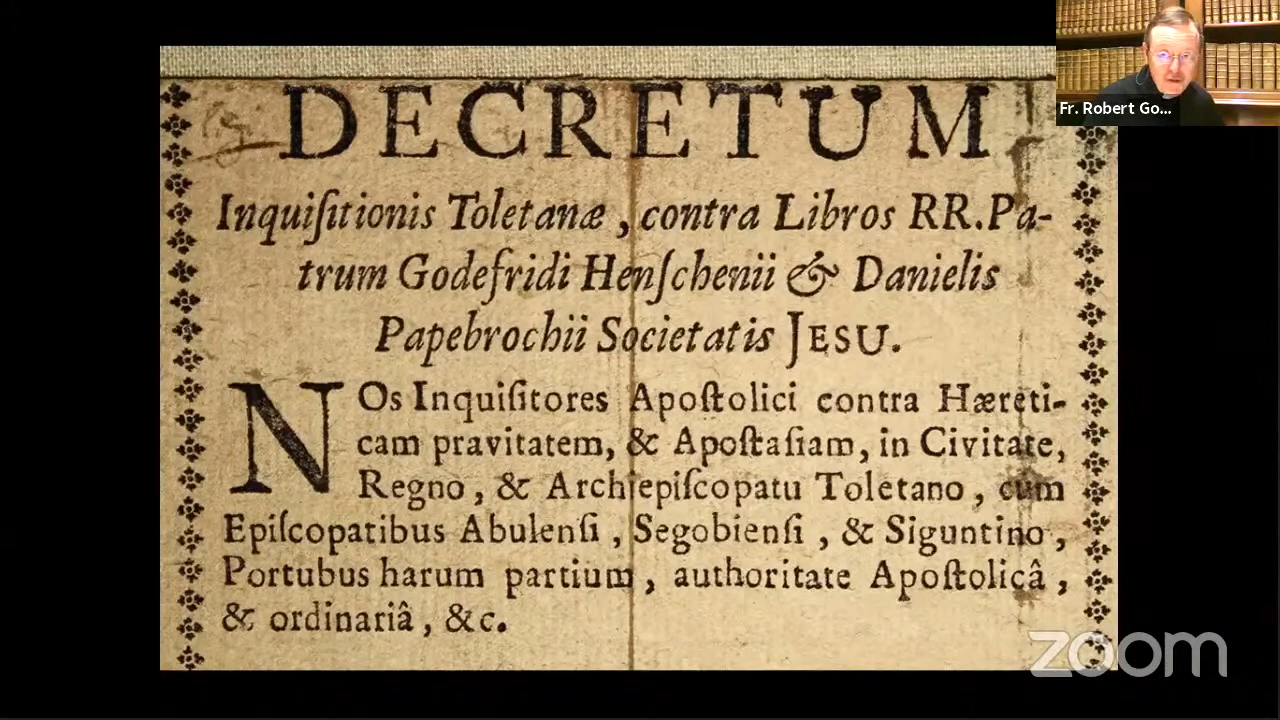 DECRETUM
Inquiſitionis Toletanæ, contra Libros RR. Pa-
trum Godefridi Henſchenii & Danielis
Papebrochii Societatis JESU.
NOs Inquiſitores Apoſtolici contra Hæreti-
cam pravitatem, & Apoſtaſiam, in Civitate,
Regno, & Archiepiſcopatu Toletano, cum
Epiſcopatibus Abulenſi, Segobienſi, & Siguntino,
Portubus harum partium, authoritate Apoſtolicâ,
& ordinariâ, &c.
Fr. Robert Go...
zoom